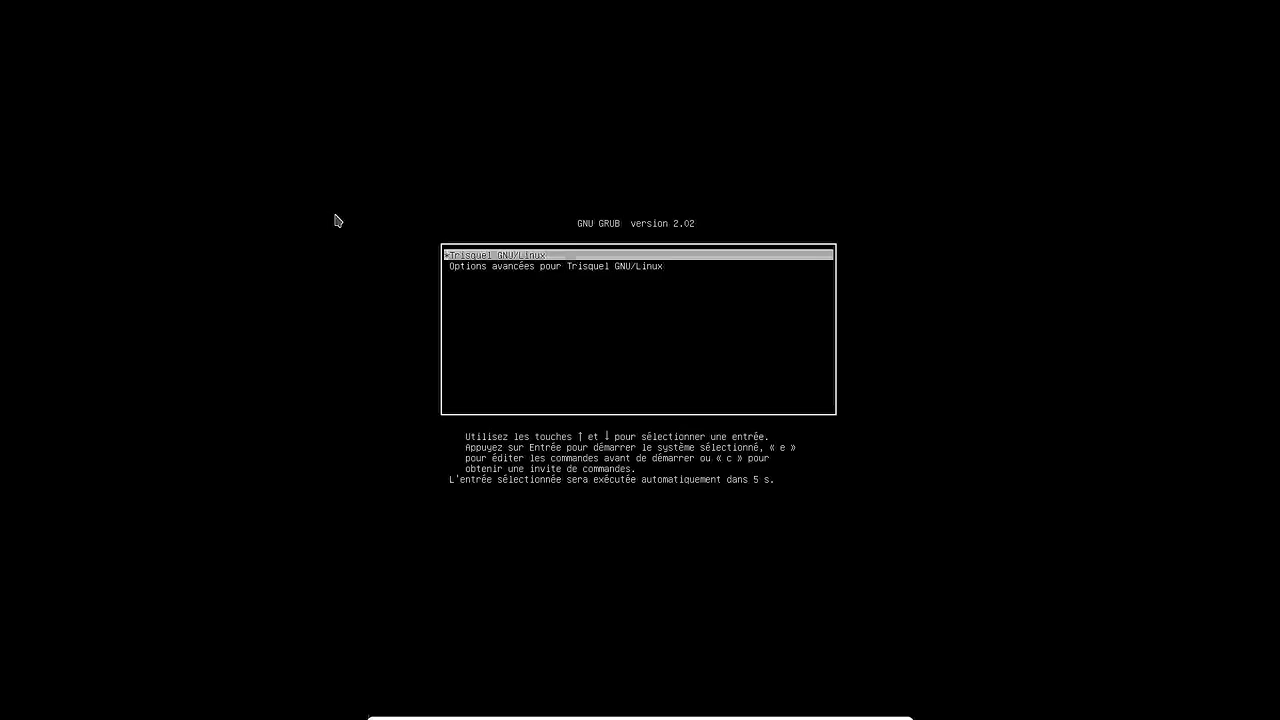 GNU GRUB  version 2.02
*Trisquel GNU/Linux
Options avancées pour Trisquel GNU/Linux
Utilisez les touches ↑ et ↓ pour sélectionner une entrée.
Appuyez sur Entrée pour démarrer le système sélectionné, « e »
pour éditer les commandes avant de démarrer ou « c » pour
obtenir une invite de commandes.
L'entrée sélectionnée sera exécutée automatiquement dans 5 s.